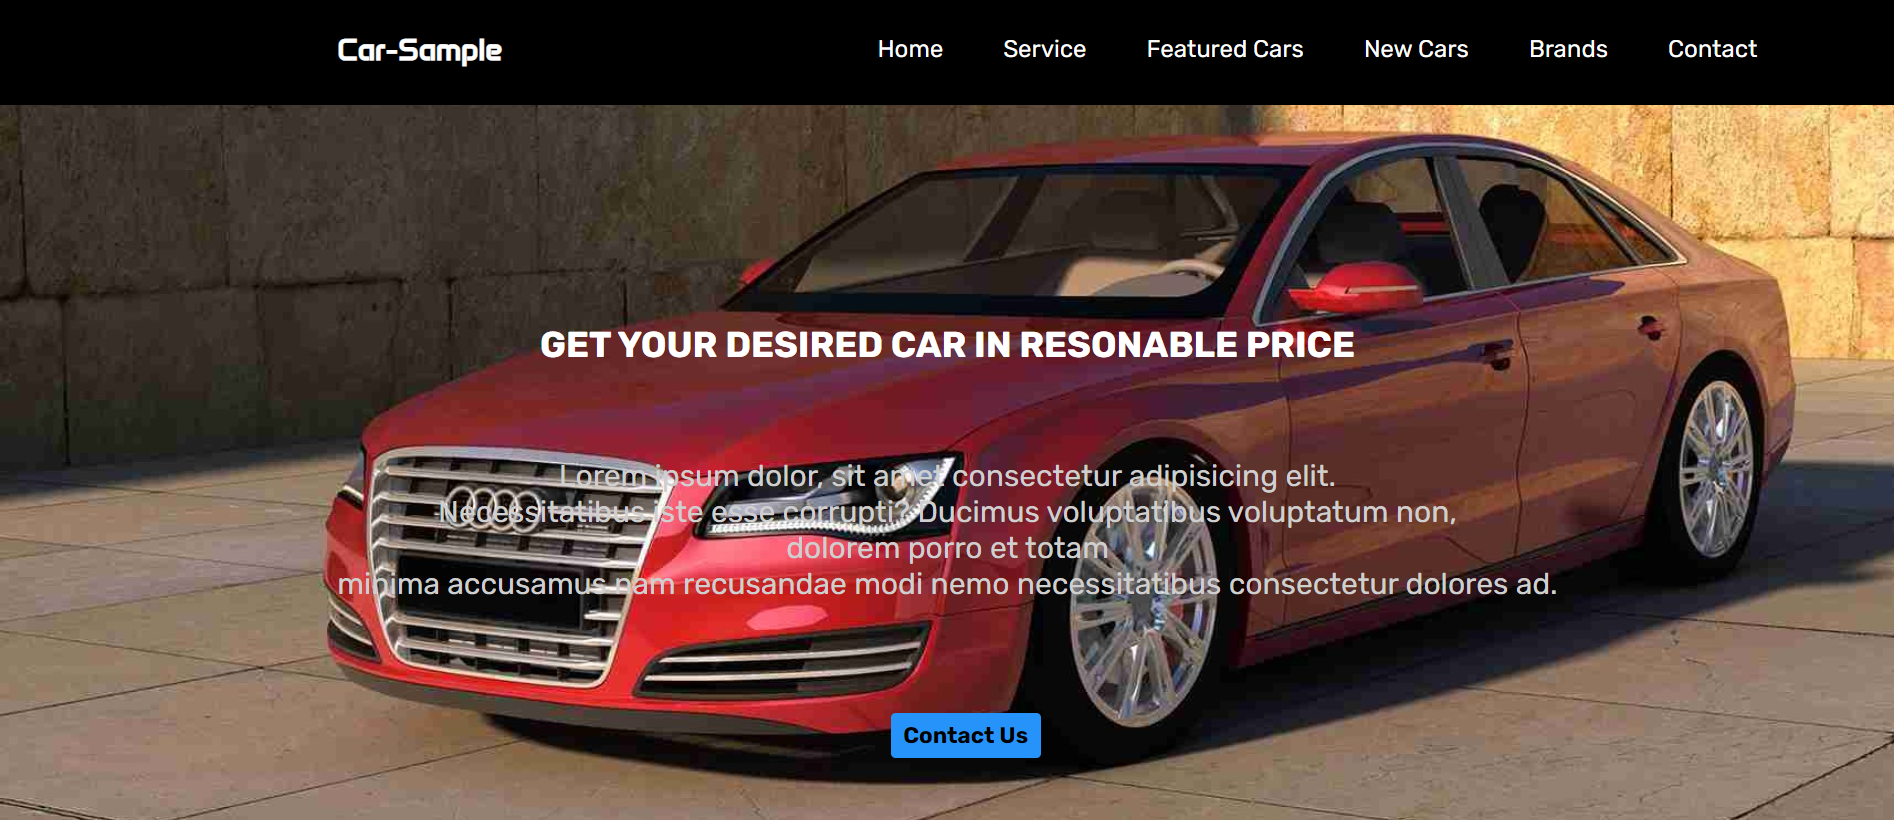 Car-Sample
Home Service Featured Cars New Cars Brands Contact
GET YOUR DESIRED CAR IN RESONABLE PRICE
Lorem ipsum dolor, sit amet consectetur adipisicing elit.
Necessitatibus iste esse corrupti? Ducimus voluptatibus voluptatum non,
dolorem porro et totam
minima accusamus nam recusandae modi nemo necessitatibus consectetur dolores ad.
Contact Us